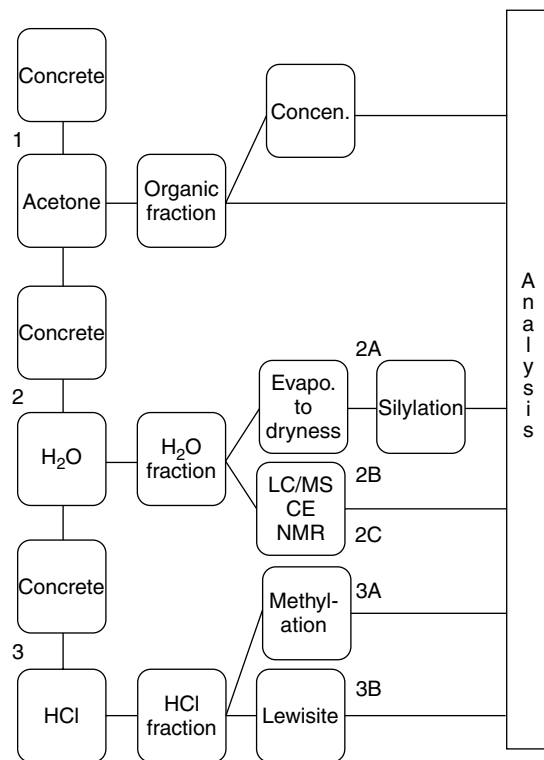 Concrete
1
Acetone
Organic
fraction
Concen.
Concrete
2
H₂O
H₂O
fraction
2A
Evapo.
to
dryness
Silylation
LC/MS
CE
NMR
2B
2C
Concrete
3
HCl
HCl
fraction
Methyl-
ation
3A
Lewisite
3B
Analysis